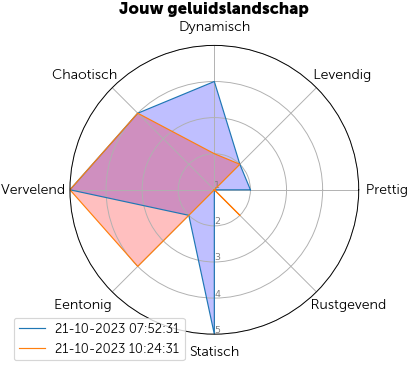 Jouw geluidslandschap
Dynamisch
Chaotisch
Levendig
Vervelend
Prettig
1
2
3
4
5
Eentonig
Rustgevend
Statisch
21-10-2023 07:52:31
21-10-2023 10:24:31